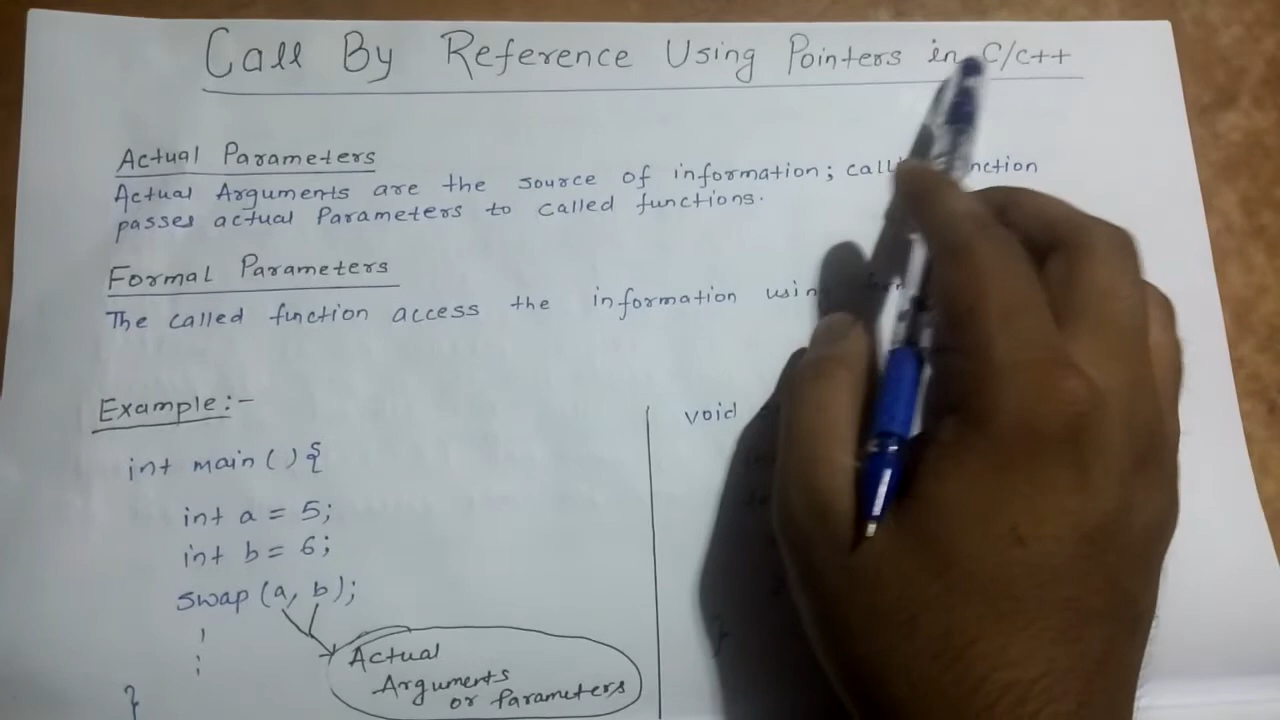 Call By Reference Using Pointers in C/C++
Actual Parameters
Actual Arguments are the source of information;
passes actual Parameters to called functions.
Formal Parameters
The called function access the information
Example:-
int main(){
int a = 5;
int b = 6;
swap (a, b);
Actual
Arguments
or Parameters
}
void
}